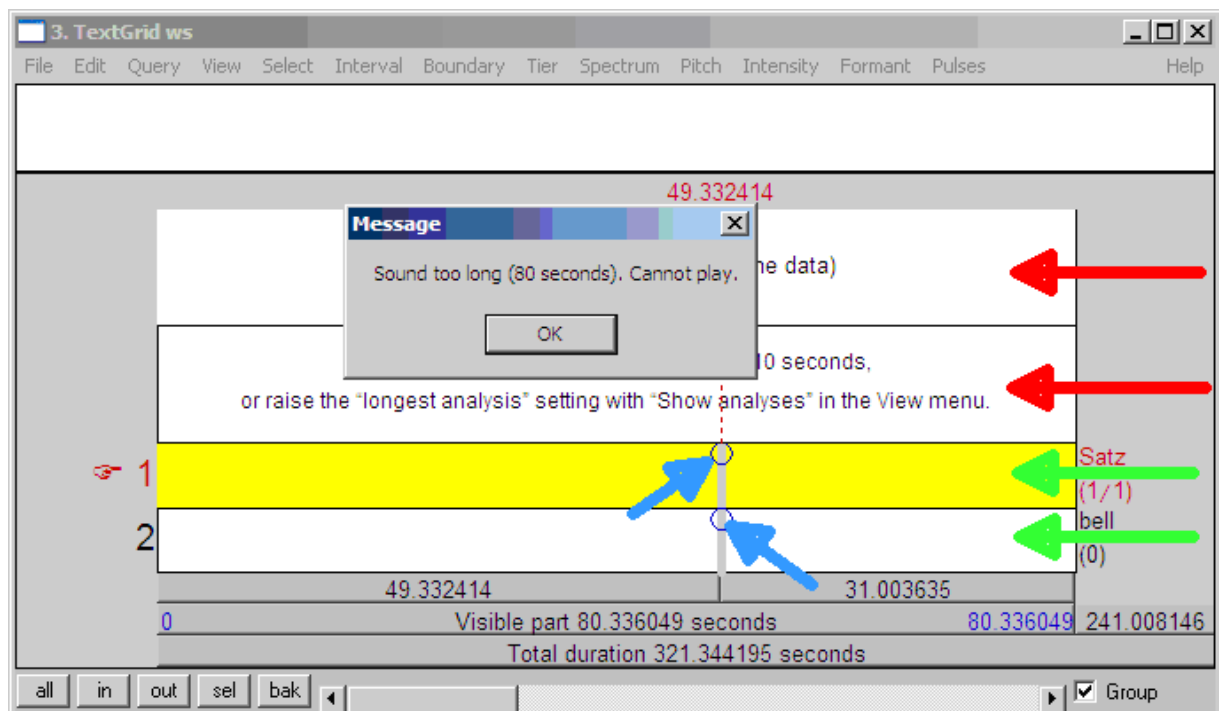 3. TextGrid ws
File Edit Query View Select Interval Boundary Tier Spectrum Pitch Intensity Formant Pulses Help
49.332414
Message
Sound too long (80 seconds). Cannot play.
data)
OK
10 seconds,
or raise the “longest analysis” setting with “Show analyses” in the View menu.
☞ 1
Satz
(1/1)
2
bell
(0)
49.332414 31.003635
0 Visible part 80.336049 seconds 80.336049 241.008146
Total duration 321.344195 seconds
all in out sel bak Group